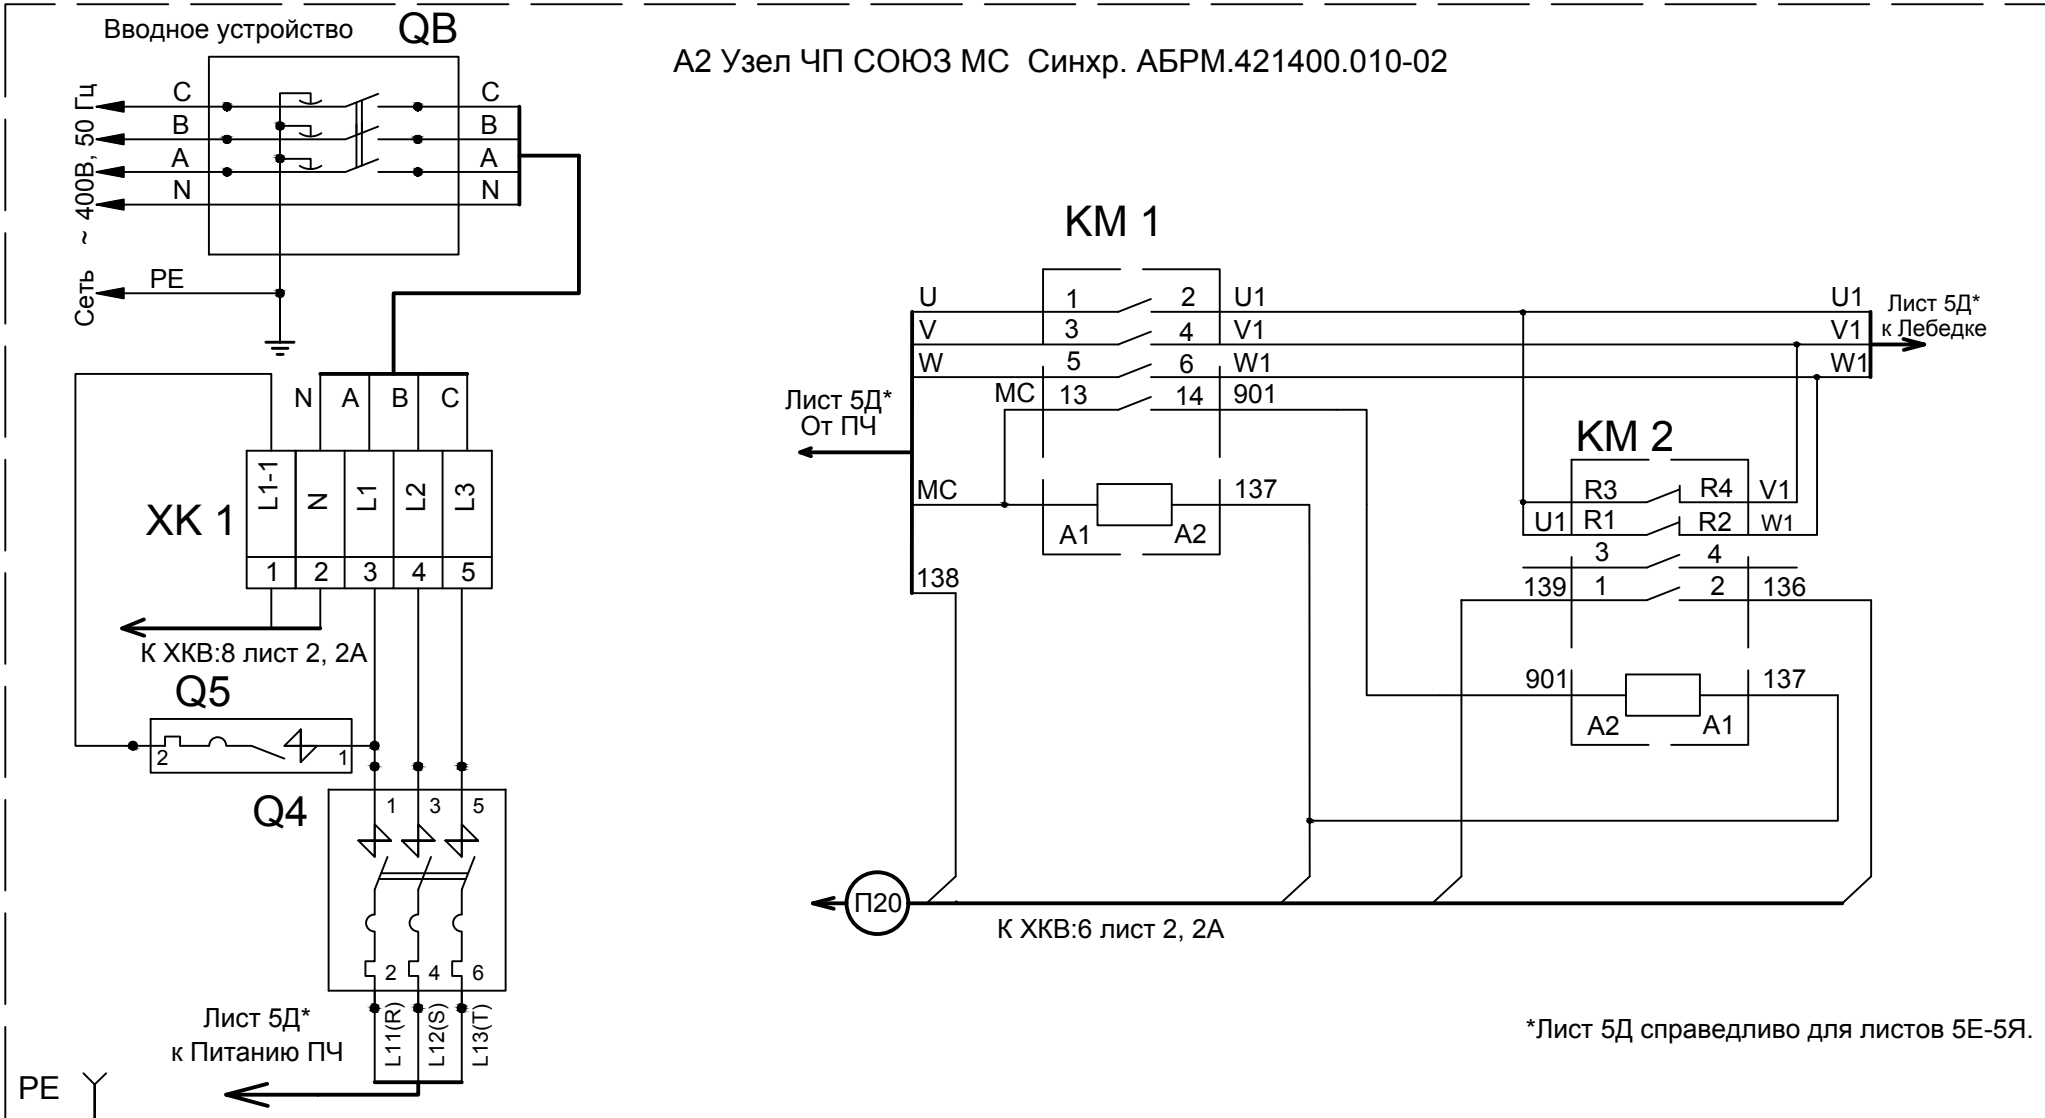 Вводное устройство QB
А2 Узел ЧП СОЮЗ МС Синхр. АБРМ.421400.010-02
Сеть ~ 400В, 50 Гц
C C
B B
A A
N N
PE
N A B C
XK 1
L1-1 N L1 L2 L3
1 2 3 4 5
К ХКВ:8 лист 2, 2А
Q5
2 1
Q4
1 3 5
2 4 6
L11(R) L12(S) L13(T)
Лист 5Д*
к Питанию ПЧ
PE
KM 1
U 1 2 U1 U1
V 3 4 V1 V1
W 5 6 W1 W1
МС 13 14 901
Лист 5Д*
к Лебедке
Лист 5Д*
От ПЧ
МС 137
A1 A2
138
KM 2
R3 R4 V1
U1 R1 R2 W1
3 4
139 1 2 136
901 137
A2 A1
П20
К ХКВ:6 лист 2, 2А
*Лист 5Д справедливо для листов 5Е-5Я.